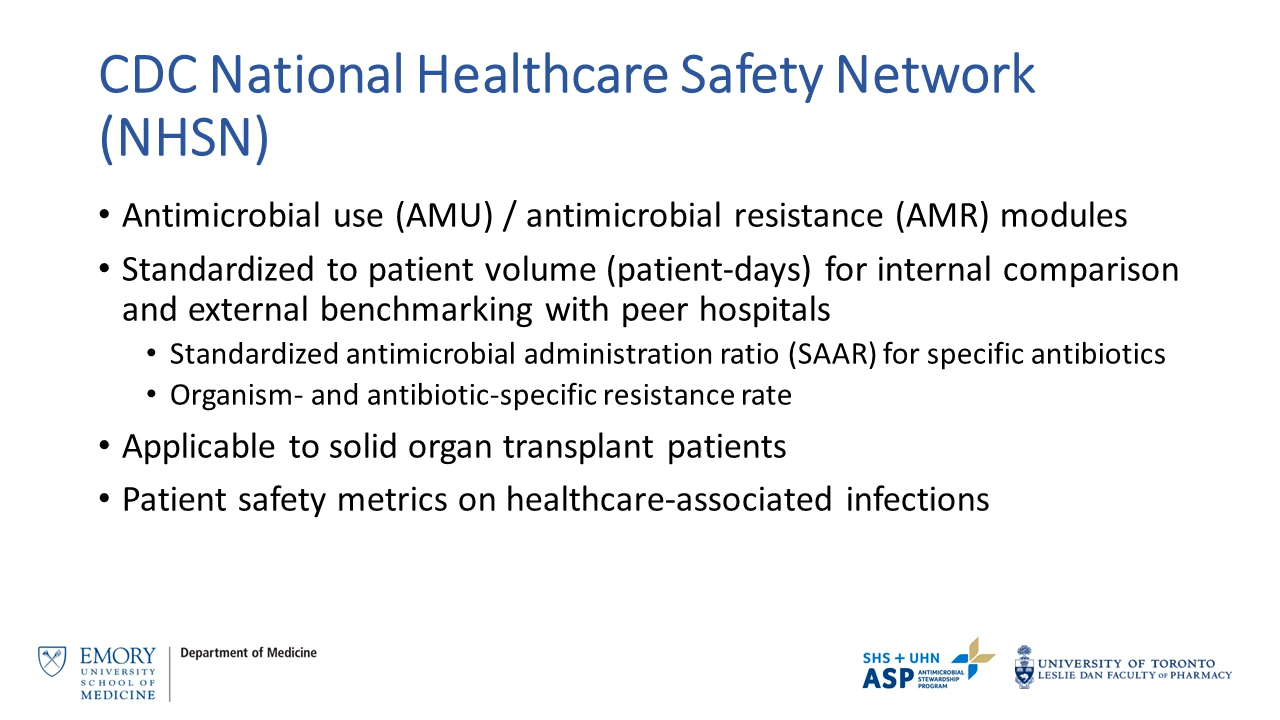 CDC National Healthcare Safety Network
(NHSN)
• Antimicrobial use (AMU) / antimicrobial resistance (AMR) modules
• Standardized to patient volume (patient-days) for internal comparison
and external benchmarking with peer hospitals
• Standardized antimicrobial administration ratio (SAAR) for specific antibiotics
• Organism- and antibiotic-specific resistance rate
• Applicable to solid organ transplant patients
• Patient safety metrics on healthcare-associated infections
EMORY
UNIVERSITY
SCHOOL OF
MEDICINE
Department of Medicine
SHS + UHN
ASP
ANTIMICROBIAL
STEWARDSHIP
PROGRAM
UNIVERSITY OF TORONTO
LESLIE DAN FACULTY OF PHARMACY